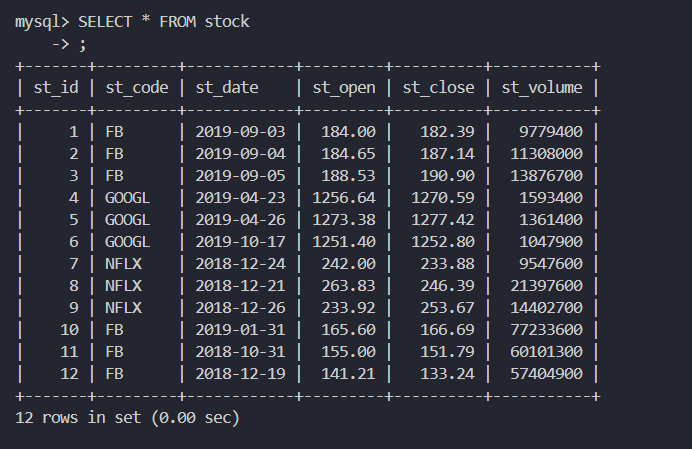 mysql> SELECT * FROM stock
    -> ;
+-------+---------+------------+---------+----------+-----------+
| st_id | st_code | st_date    | st_open | st_close | st_volume |
+-------+---------+------------+---------+----------+-----------+
|     1 | FB      | 2019-09-03 |  184.00 |   182.39 |   9779400 |
|     2 | FB      | 2019-09-04 |  184.65 |   187.14 |  11308000 |
|     3 | FB      | 2019-09-05 |  188.53 |   190.90 |  13876700 |
|     4 | GOOGL   | 2019-04-23 | 1256.64 |  1270.59 |   1593400 |
|     5 | GOOGL   | 2019-04-26 | 1273.38 |  1277.42 |   1361400 |
|     6 | GOOGL   | 2019-10-17 | 1251.40 |  1252.80 |   1047900 |
|     7 | NFLX    | 2018-12-24 |  242.00 |   233.88 |   9547600 |
|     8 | NFLX    | 2018-12-21 |  263.83 |   246.39 |  21397600 |
|     9 | NFLX    | 2018-12-26 |  233.92 |   253.67 |  14402700 |
|    10 | FB      | 2019-01-31 |  165.60 |   166.69 |  77233600 |
|    11 | FB      | 2018-10-31 |  155.00 |   151.79 |  60101300 |
|    12 | FB      | 2018-12-19 |  141.21 |   133.24 |  57404900 |
+-------+---------+------------+---------+----------+-----------+
12 rows in set (0.00 sec)